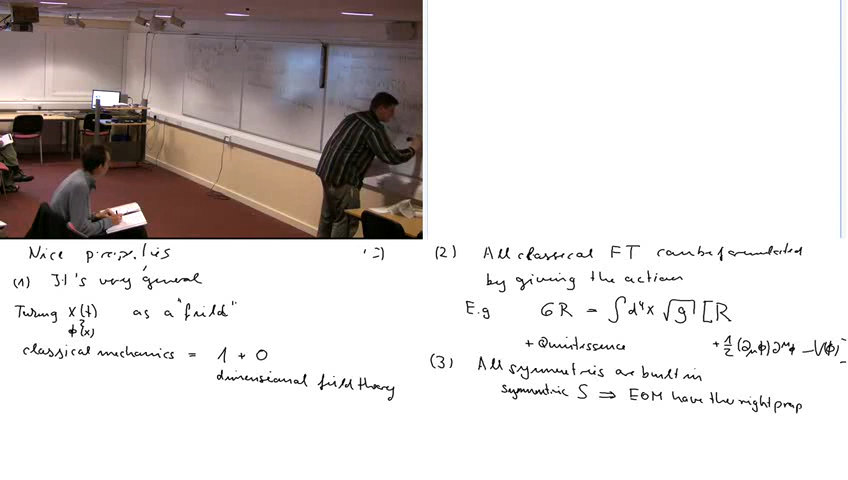 Nice properties
(1) It's very general
Turing x(t) as a "field"
ϕ(x)
classical mechanics = 1 + 0
dimensional field theory
(2) All classical FT can be formulated
by giving the action
E.g GR = ∫ d⁴x √g [R
+ Quintessence + ½ (∂μϕ) ∂^μϕ - V(ϕ)
(3) All symmetries are built in
symmetric S ⇒ EOM have the right prop